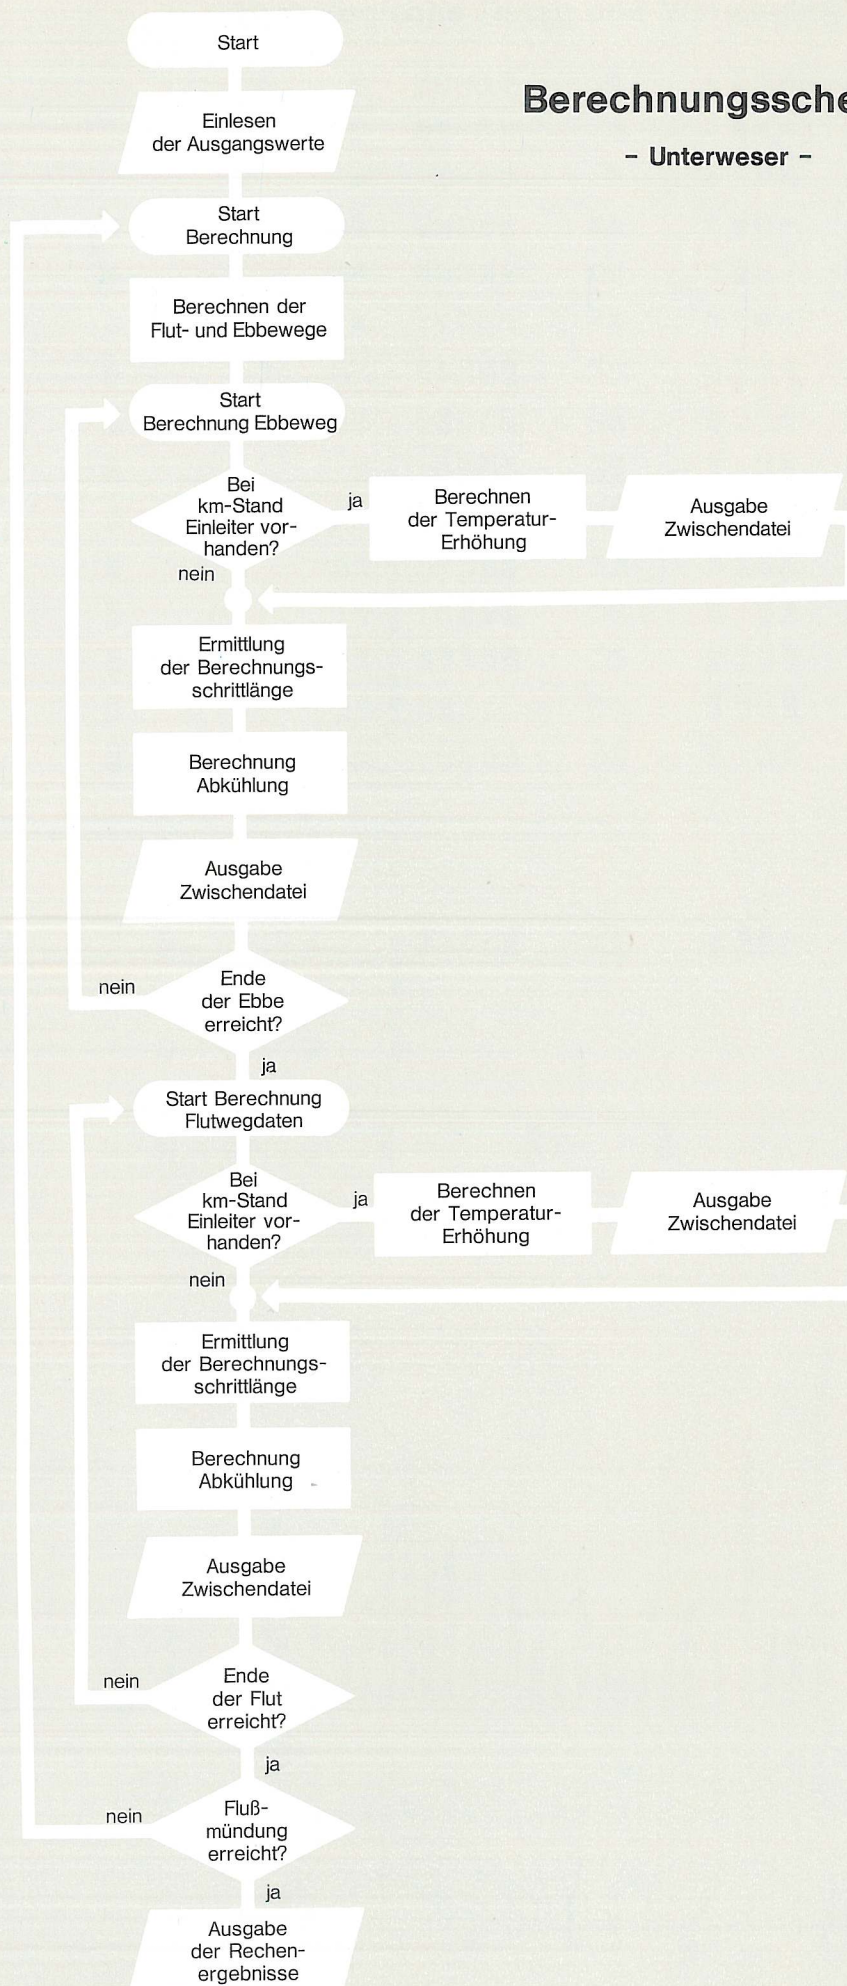 Start
Berechnungssche
- Unterweser -
Einlesen
der Ausgangswerte
Start
Berechnung
Berechnen der
Flut- und Ebbewege
Start
Berechnung Ebbeweg
Bei
km-Stand
Einleiter vor-
handen?
ja
nein
Berechnen
der Temperatur-
Erhöhung
Ausgabe
Zwischendatei
Ermittlung
der Berechnungs-
schrittlänge
Berechnung
Abkühlung
Ausgabe
Zwischendatei
Ende
der Ebbe
erreicht?
nein
ja
Start Berechnung
Flutwegdaten
Bei
km-Stand
Einleiter vor-
handen?
ja
nein
Berechnen
der Temperatur-
Erhöhung
Ausgabe
Zwischendatei
Ermittlung
der Berechnungs-
schrittlänge
Berechnung
Abkühlung
Ausgabe
Zwischendatei
Ende
der Flut
erreicht?
nein
ja
Fluß-
mündung
erreicht?
nein
ja
Ausgabe
der Rechen-
ergebnisse